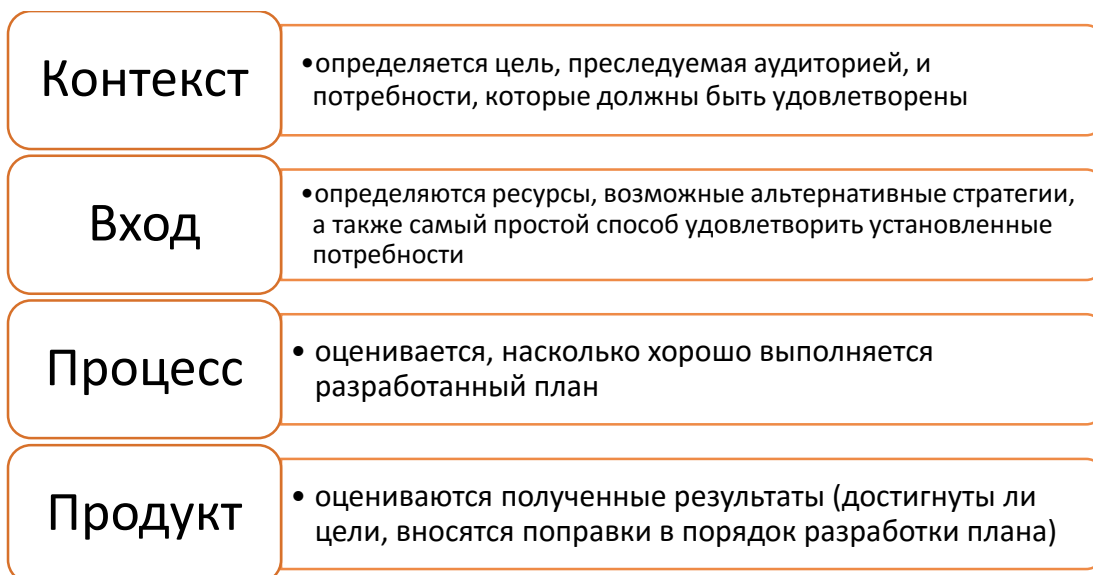 Контекст
•определяется цель, преследуемая аудиторией, и
потребности, которые должны быть удовлетворены
Вход
•определяются ресурсы, возможные альтернативные стратегии,
а также самый простой способ удовлетворить установленные
потребности
Процесс
• оценивается, насколько хорошо выполняется
разработанный план
Продукт
• оцениваются полученные результаты (достигнуты ли
цели, вносятся поправки в порядок разработки плана)